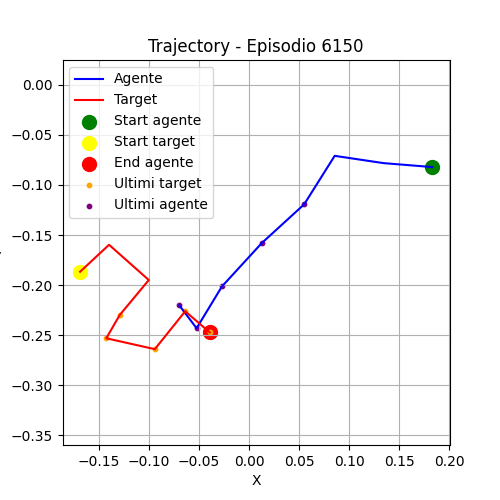 Trajectory - Episodio 6150
Agente
Target
Start agente
Start target
End agente
Ultimi target
Ultimi agente
0.00
−0.05
−0.10
−0.15
−0.20
−0.25
−0.30
−0.35
−0.15
−0.10
−0.05
0.00
0.05
0.10
0.15
0.20
X